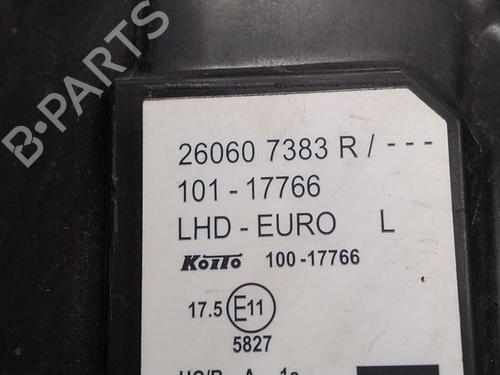 B-PARTS
26060 7383 R / - - -
101 - 17766
LHD - EURO L
KOITO 100 -17766
17.5 E11
5827